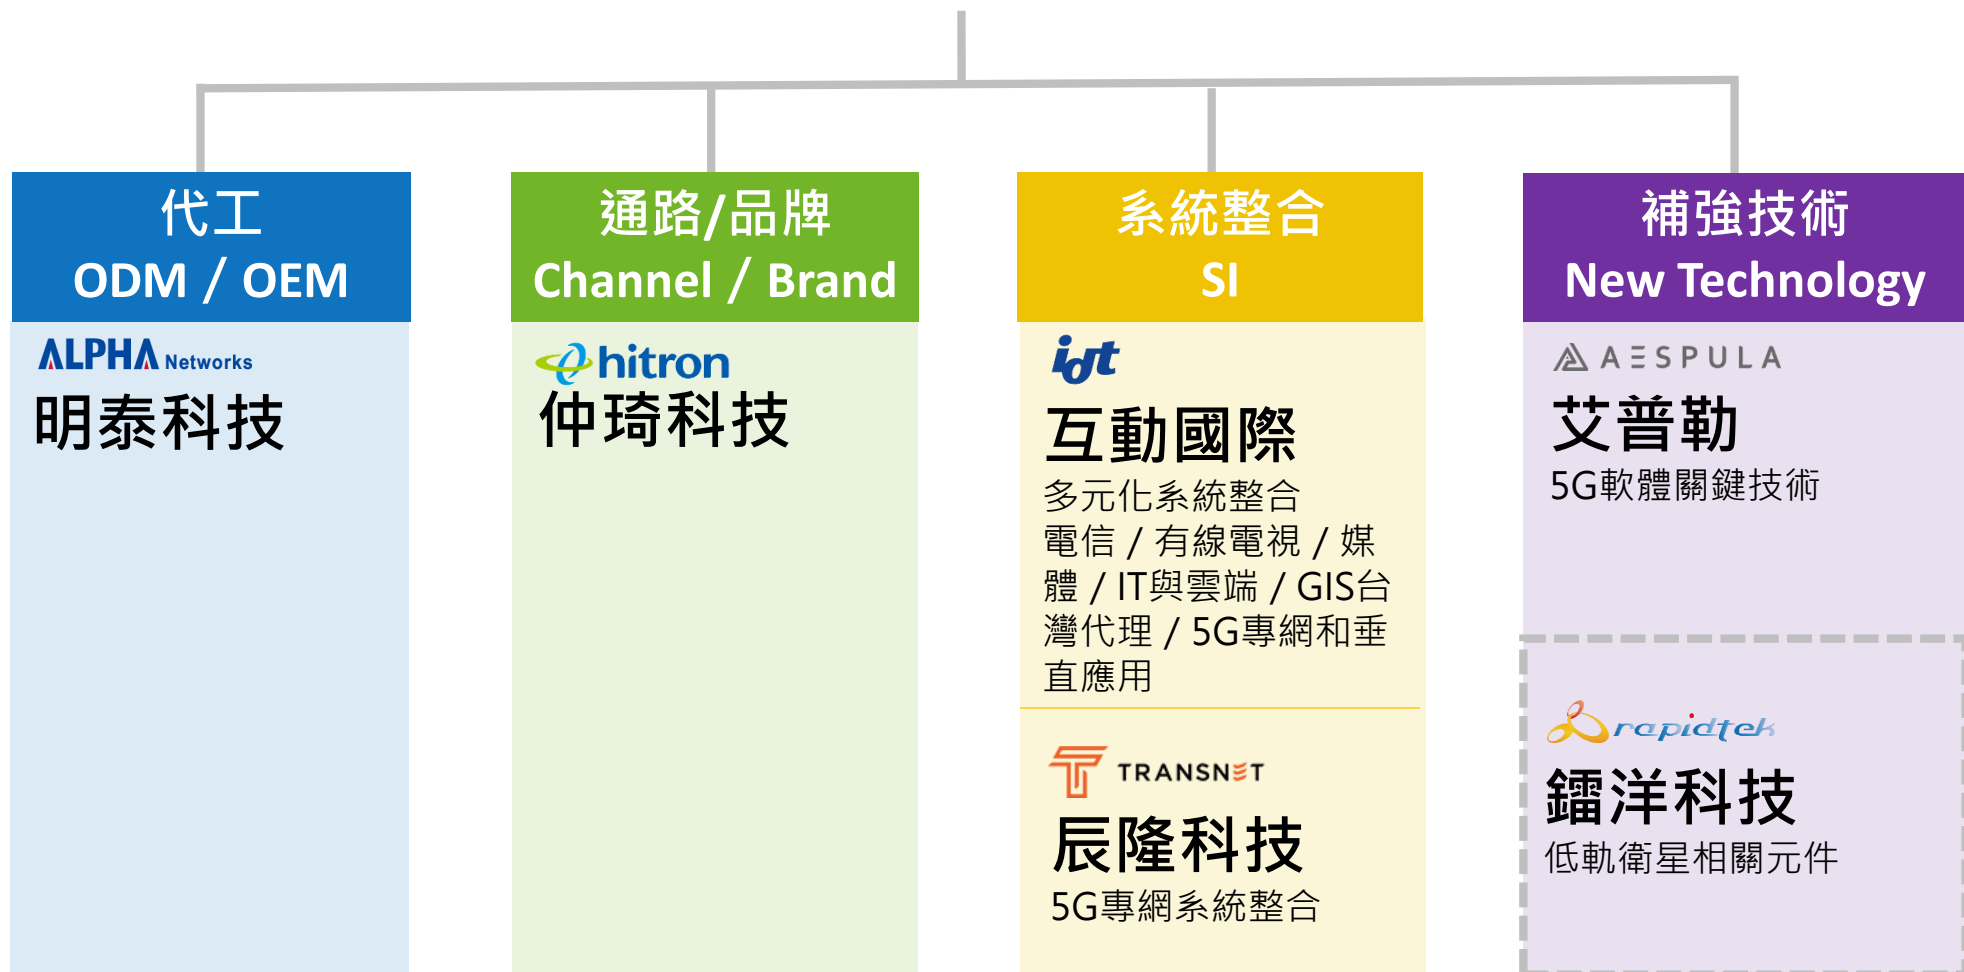 代工
ODM / OEM
ALPHA Networks
明泰科技
通路/品牌
Channel / Brand
hitron
仲琦科技
系統整合
SI
idt
互動國際
多元化系統整合
電信 / 有線電視 / 媒
體 / IT與雲端 / GIS台
灣代理 / 5G專網和垂
直應用
TRANSNET
辰隆科技
5G專網系統整合
補強技術
New Technology
AESPULA
艾普勒
5G軟體關鍵技術
rapidtek
鐳洋科技
低軌衛星相關元件